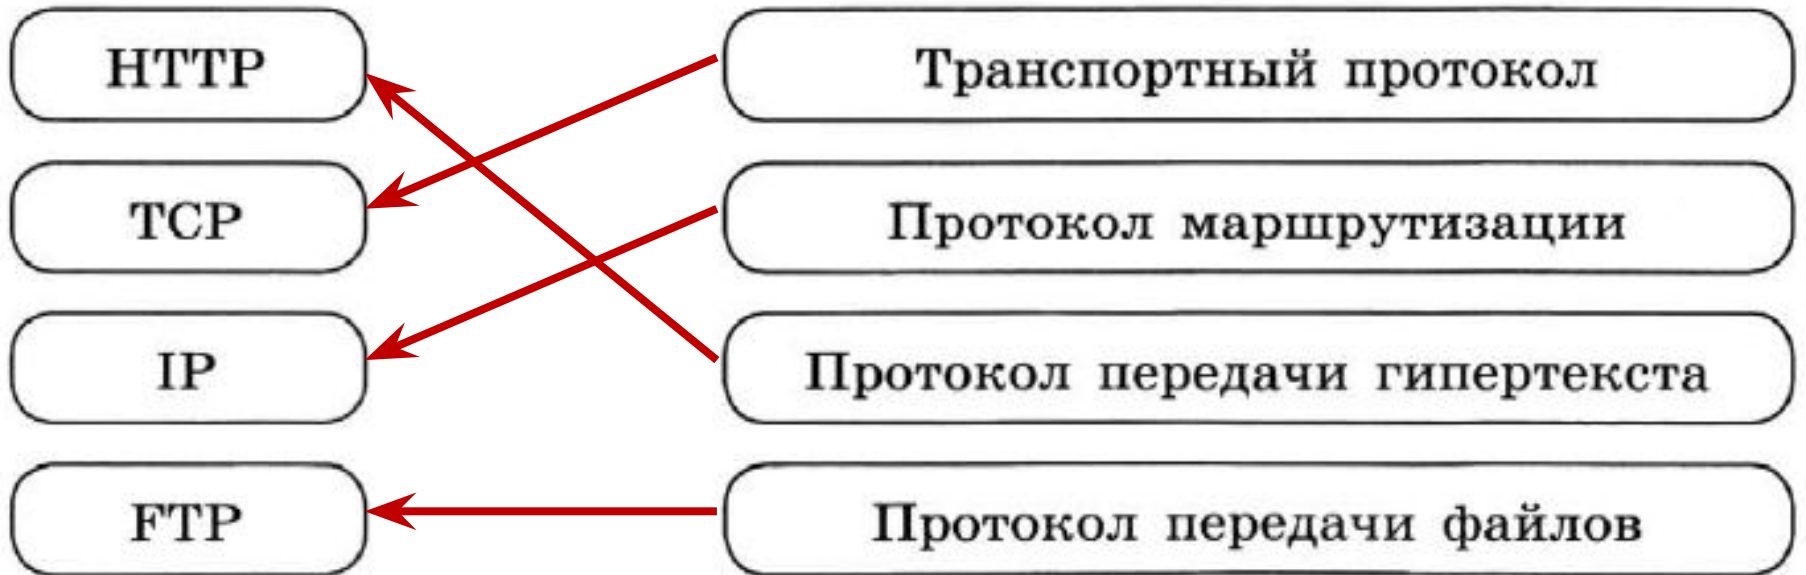 HTTP
Транспортный протокол
TCP
Протокол маршрутизации
IP
Протокол передачи гипертекста
FTP
Протокол передачи файлов